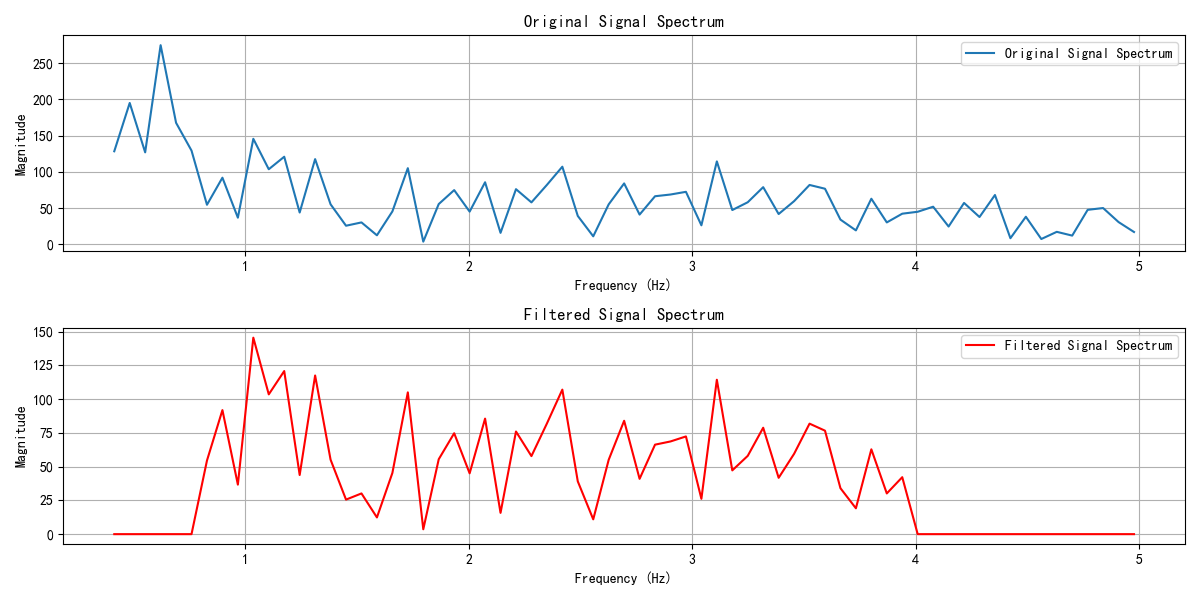 Original Signal Spectrum
Original Signal Spectrum
Magnitude
250
200
150
100
50
0
1 2 3 4 5
Frequency (Hz)
Filtered Signal Spectrum
Filtered Signal Spectrum
Magnitude
150
125
100
75
50
25
0
1 2 3 4 5
Frequency (Hz)